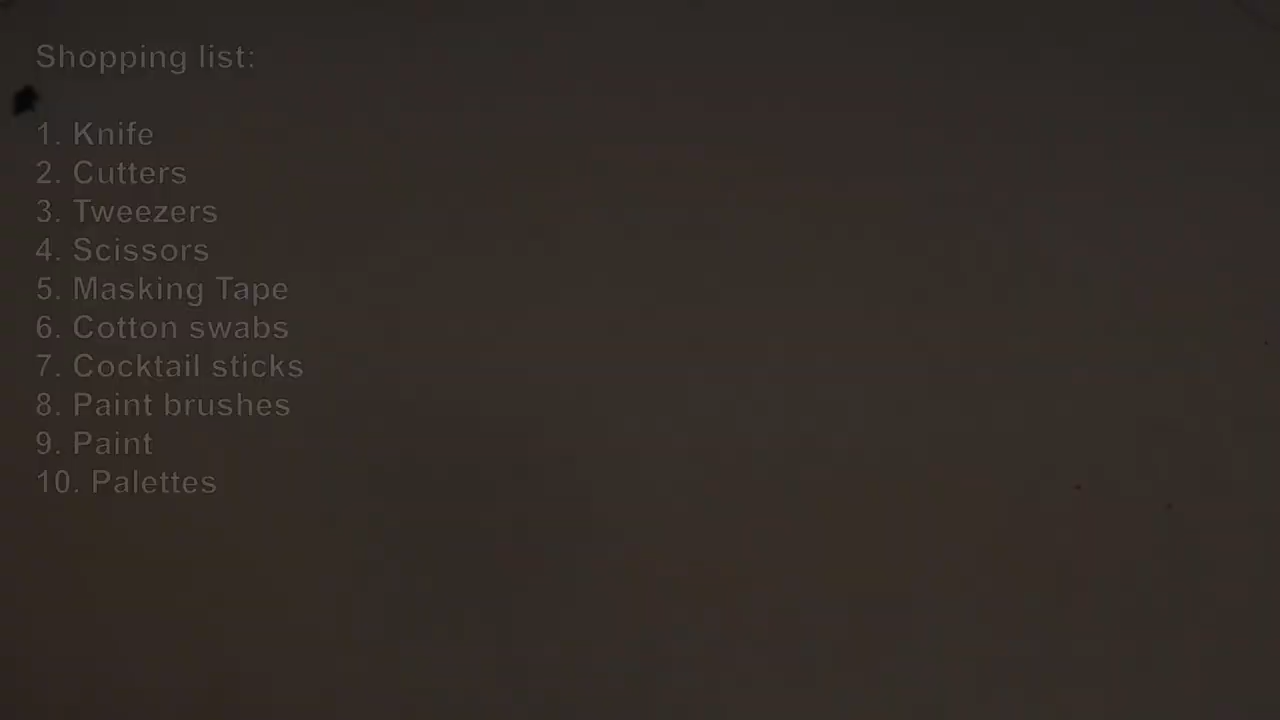 Shopping list:
1. Knife
2. Cutters
3. Tweezers
4. Scissors
5. Masking Tape
6. Cotton swabs
7. Cocktail sticks
8. Paint brushes
9. Paint
10. Palettes